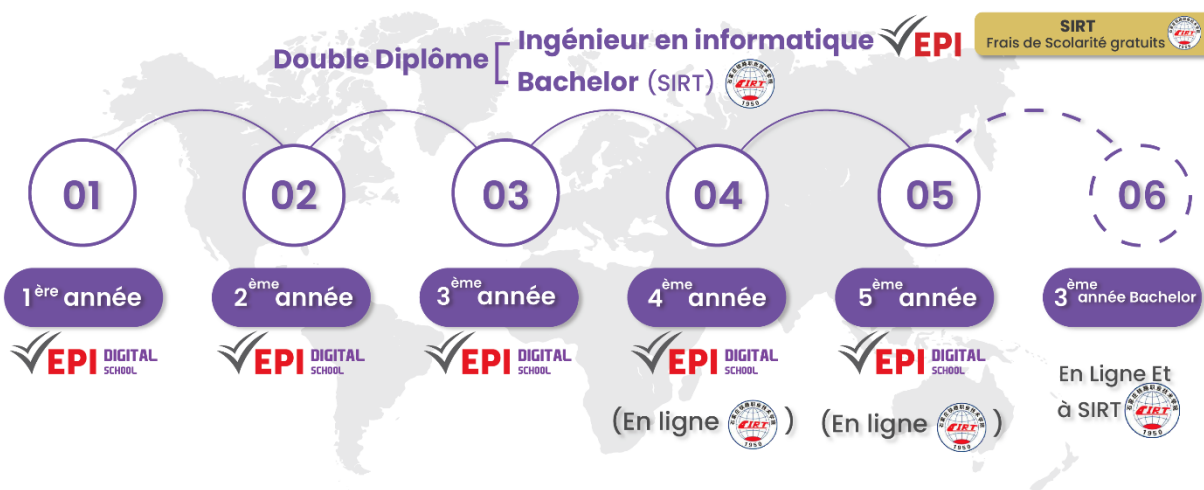 SIRT
Frais de Scolarité gratuits
Double Diplôme
Ingénieur en informatique
EPI
Bachelor (SIRT)
01
02
03
04
05
06
1ère année
2ème année
3ème année
4ème année
5ème année
3ème année Bachelor
EPI DIGITAL SCHOOL
EPI DIGITAL SCHOOL
EPI DIGITAL SCHOOL
EPI DIGITAL SCHOOL
EPI DIGITAL SCHOOL
(En ligne )
(En ligne )
En Ligne Et
à SIRT